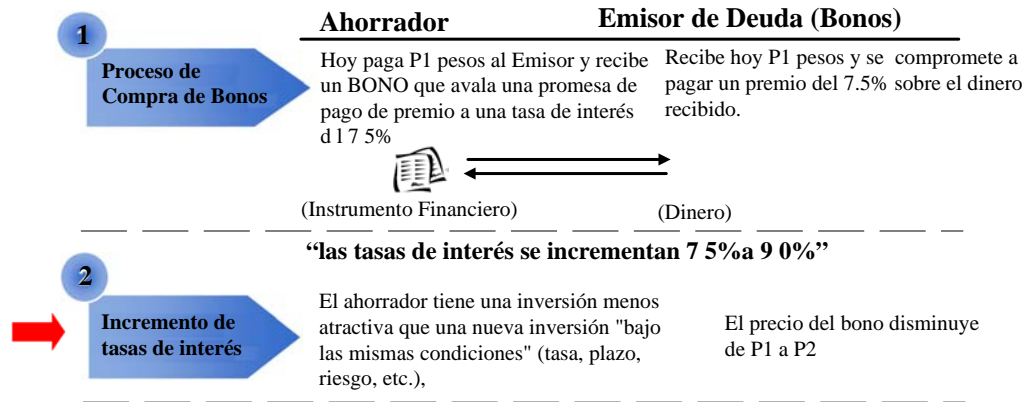 Ahorrador
Emisor de Deuda (Bonos)
1
Proceso de
Compra de Bonos
Hoy paga P1 pesos al Emisor y recibe
un BONO que avala una promesa de
pago de premio a una tasa de interés
d l 7 5%
Recibe hoy P1 pesos y se compromete a
pagar un premio del 7.5% sobre el dinero
recibido.
(Instrumento Financiero)
(Dinero)
“las tasas de interés se incrementan 7 5%a 9 0%”
2
Incremento de
tasas de interés
El ahorrador tiene una inversión menos
atractiva que una nueva inversión "bajo
las mismas condiciones" (tasa, plazo,
riesgo, etc.),
El precio del bono disminuye
de P1 a P2